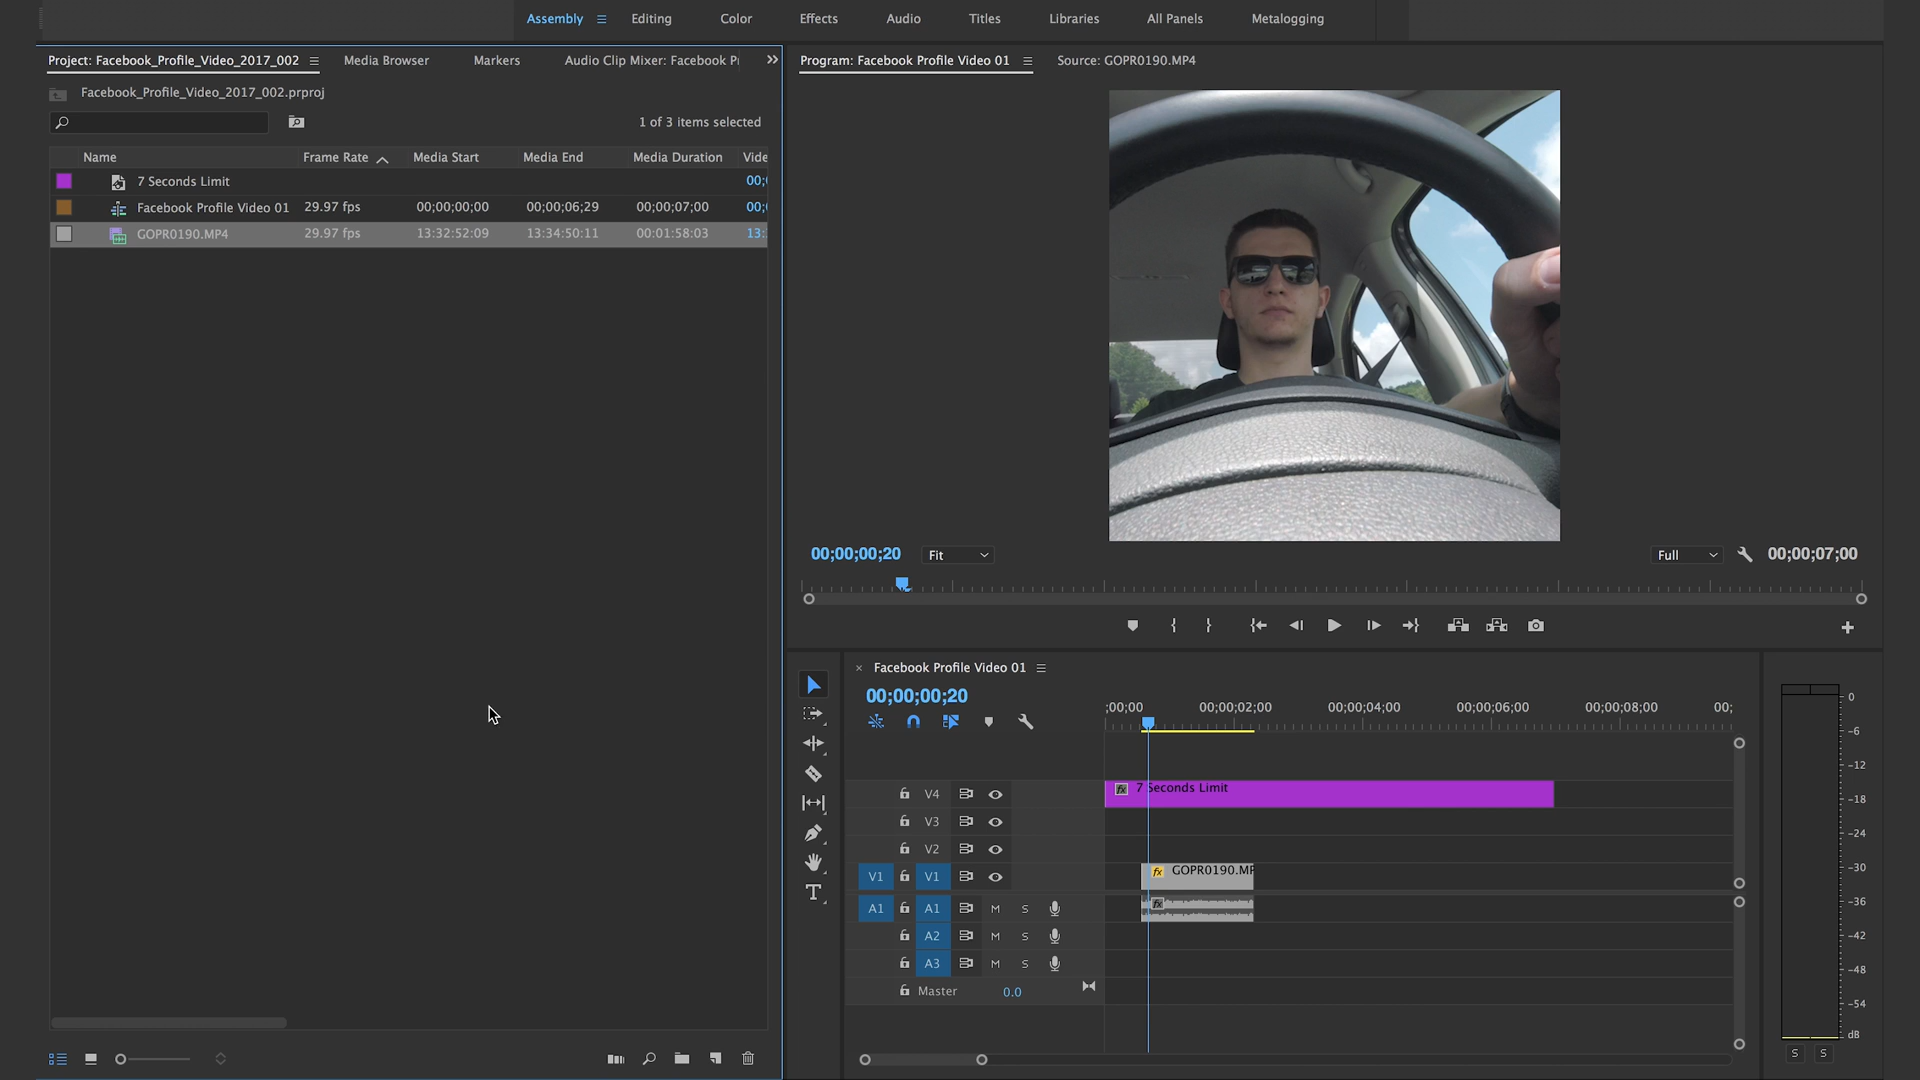 Assembly Editing Color Effects Audio Titles Libraries All Panels Metalogging
Project: Facebook_Profile_Video_2017_002 Media Browser Markers Audio Clip Mixer: Facebook
Facebook_Profile_Video_2017_002.prproj
1 of 3 items selected
Name Frame Rate Media Start Media End Media Duration Vide
7 Seconds Limit 00;
Facebook Profile Video 01 29.97 fps 00;00;00;00 00;00;06;29 00;00;07;00 00;
GOPR0190.MP4 29.97 fps 13:32:52:09 13:34:50:11 00:01:58:03 13:
Program: Facebook Profile Video 01 Source: GOPR0190.MP4
00;00;00;20 Fit Full 00;00;07;00
Facebook Profile Video 01
00;00;00;20
;00;00 00;00;02;00 00;00;04;00 00;00;06;00 00;00;08;00 00;
V4 fx 7 Seconds Limit
V3
V2
V1 V1 fx GOPR0190.MP
A1 A1 M S fx
A2 M S
A3 M S
Master 0.0
0
-6
-12
-18
-24
-30
-36
-42
-48
-54
dB
S S